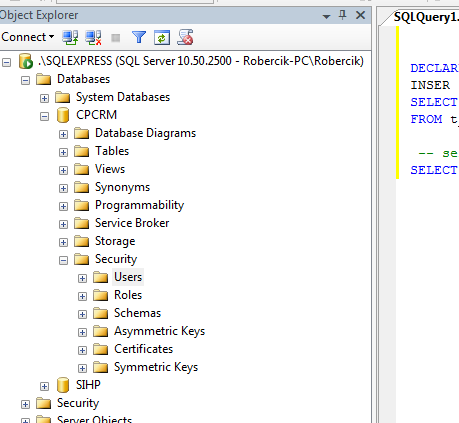 Object Explorer
SQLQuery1.
Connect
.\SQLEXPRESS (SQL Server 10.50.2500 - Robercik-PC\Robercik)
Databases
System Databases
CPCRM
Database Diagrams
Tables
Views
Synonyms
Programmability
Service Broker
Storage
Security
Users
Roles
Schemas
Asymmetric Keys
Certificates
Symmetric Keys
SIHP
Security
Server Objects
DECLAR
INSER
SELECT
FROM t
-- se
SELECT